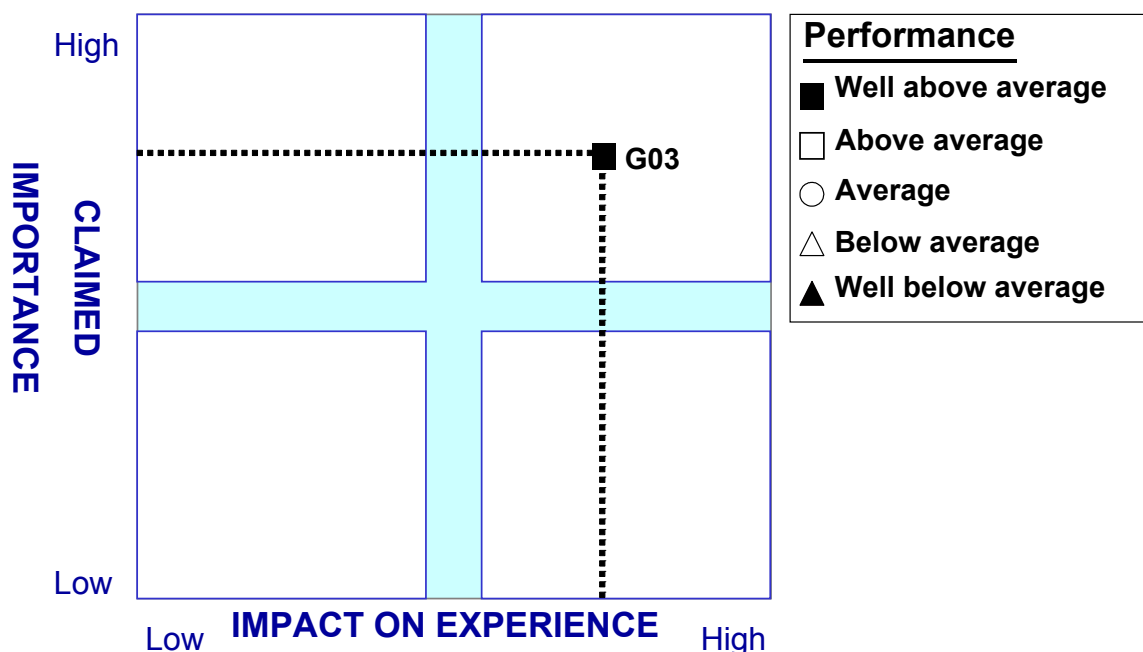 High
IMPORTANCE
CLAIMED
Low
G03
Low
IMPACT ON EXPERIENCE
High
Performance
Well above average
Above average
Average
Below average
Well below average